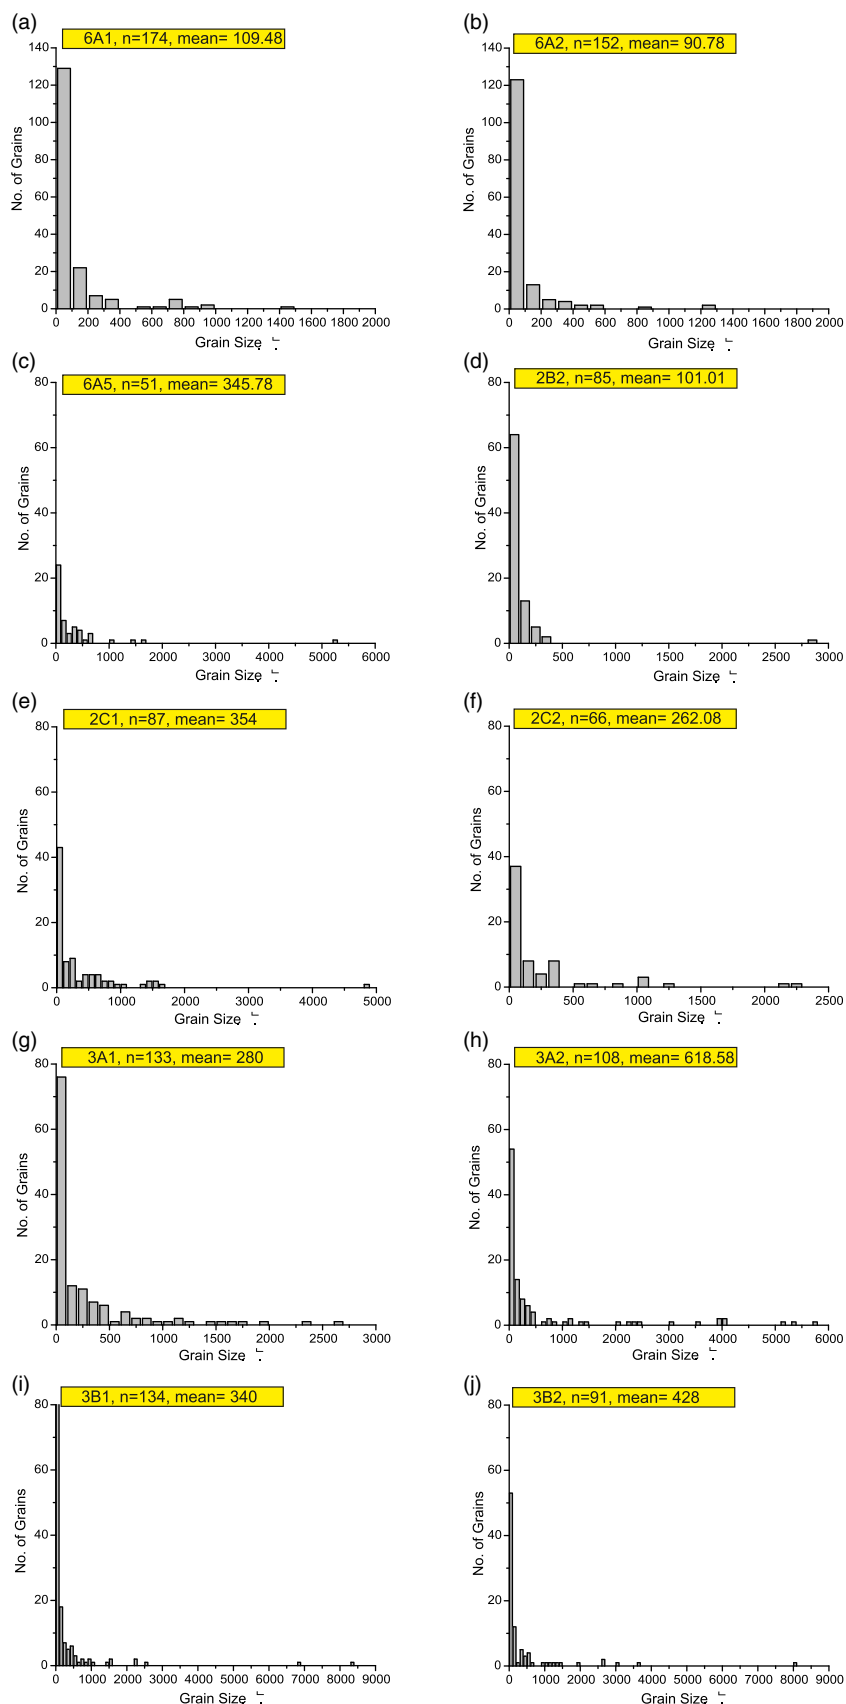 (a)
6A1, n=174, mean= 109.48
140
120
100
80
60
40
20
0
No. of Grains
0 200 400 600 800 1000 1200 1400 1600 1800 2000
Grain Size
(b)
6A2, n=152, mean= 90.78
140
120
100
80
60
40
20
0
No. of Grains
0 200 400 600 800 1000 1200 1400 1600 1800 2000
Grain Size
(c)
6A5, n=51, mean= 345.78
80
60
40
20
0
No. of Grains
0 1000 2000 3000 4000 5000 6000
Grain Size
(d)
2B2, n=85, mean= 101.01
80
60
40
20
0
No. of Grains
0 500 1000 1500 2000 2500 3000
Grain Size
(e)
2C1, n=87, mean= 354
80
60
40
20
0
No. of Grains
0 1000 2000 3000 4000 5000
Grain Size
(f)
2C2, n=66, mean= 262.08
80
60
40
20
0
No. of Grains
0 500 1000 1500 2000 2500
Grain Size
(g)
3A1, n=133, mean= 280
80
60
40
20
0
No. of Grains
0 500 1000 1500 2000 2500 3000
Grain Size
(h)
3A2, n=108, mean= 618.58
80
60
40
20
0
No. of Grains
0 1000 2000 3000 4000 5000 6000
Grain Size
(i)
3B1, n=134, mean= 340
80
60
40
20
0
No. of Grains
0 1000 2000 3000 4000 5000 6000 7000 8000 9000
Grain Size
(j)
3B2, n=91, mean= 428
80
60
40
20
0
No. of Grains
0 1000 2000 3000 4000 5000 6000 7000 8000 9000
Grain Size